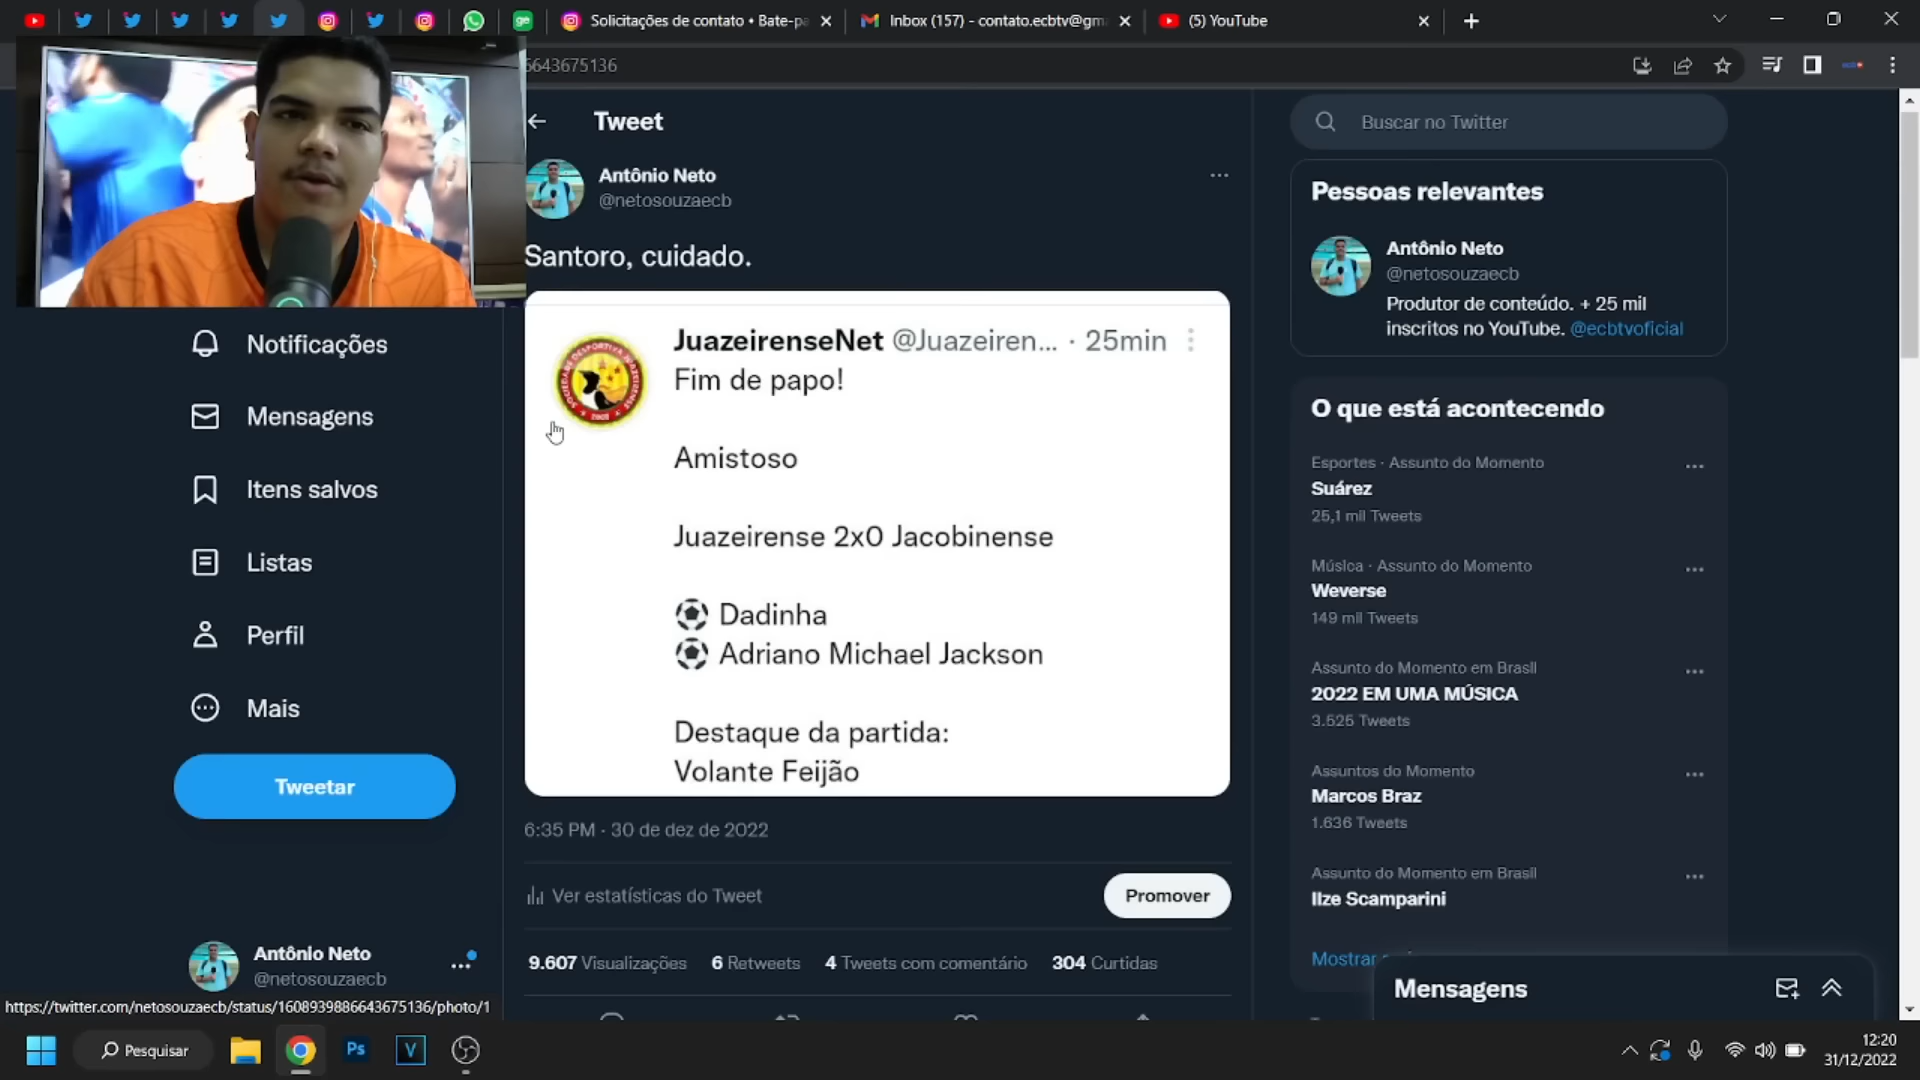 Solicitações de contato • Bate-pa
Inbox (157) - contato.ecbtv@gm
(5) YouTube
6643675136
Tweet
Antônio Neto
@netosouzaecb
Santoro, cuidado.
JuazeirenseNet @Juazeiren... · 25min
Fim de papo!
Amistoso
Juazeirense 2x0 Jacobinense
Dadinha
Adriano Michael Jackson
Destaque da partida:
Volante Feijão
6:35 PM · 30 de dez de 2022
Ver estatísticas do Tweet
Promover
9.607 Visualizações
6 Retweets
4 Tweets com comentário
304 Curtidas
Notificações
Mensagens
Itens salvos
Listas
Perfil
Mais
Tweetar
Antônio Neto
@netosouzaecb
https://twitter.com/netosouzaecb/status/1608939886643675136/photo/1
Buscar no Twitter
Pessoas relevantes
Antônio Neto
@netosouzaecb
Produtor de conteúdo. + 25 mil
inscritos no YouTube. @ecbtvoficial
O que está acontecendo
Esportes · Assunto do Momento
Suárez
25,1 mil Tweets
Música · Assunto do Momento
Weverse
149 mil Tweets
Assunto do Momento em Brasil
2022 EM UMA MÚSICA
3.525 Tweets
Assuntos do Momento
Marcos Braz
1.636 Tweets
Assunto do Momento em Brasil
Ilze Scamparini
Mostrar
Mensagens
Pesquisar
Ps
V
12:20
31/12/2022